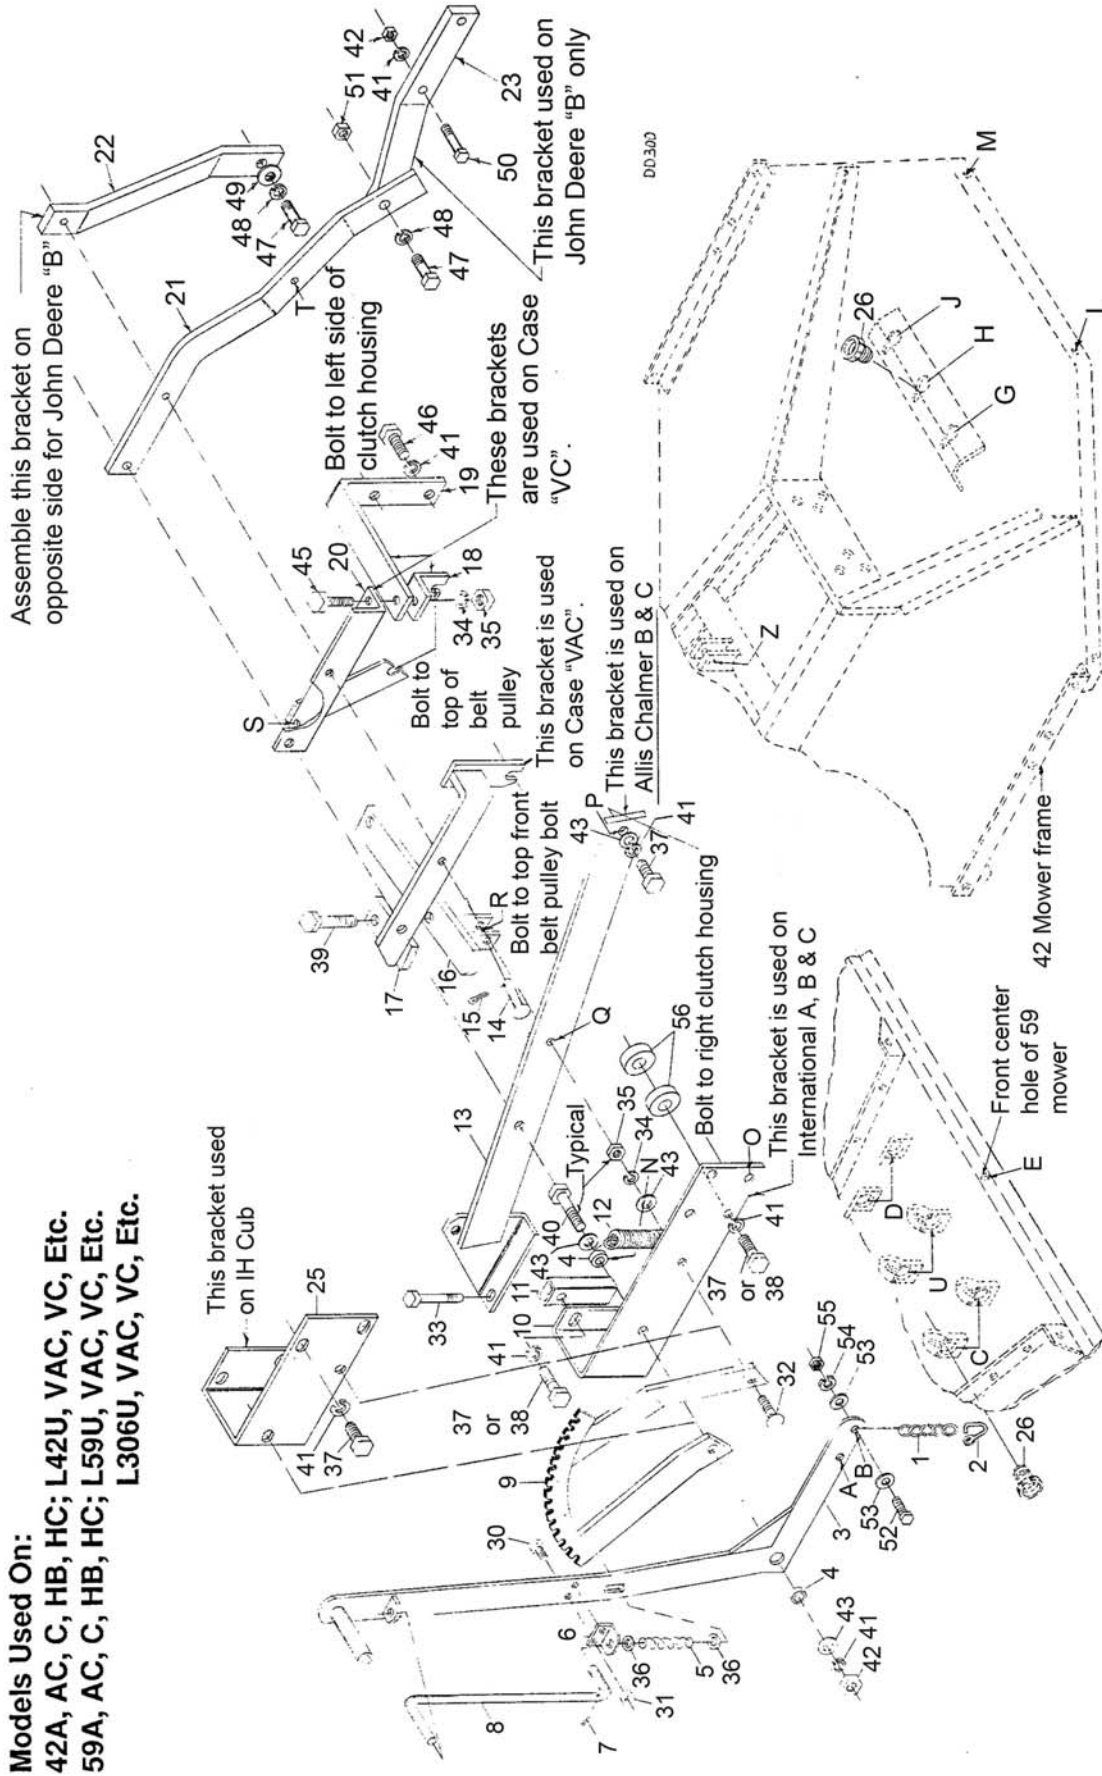 Models Used On:
42A, AC, C, HB, HC; L42U, VAC, VC, Etc.
59A, AC, C, HB, HC; L59U, VAC, VC, Etc.
L306U, VAC, VC, Etc.
Assemble this bracket on
opposite side for John Deere “B”
22
49
48
47
51
42
41
23
50
21
T
48
47
This bracket used on
John Deere “B” only
Bolt to left side of
clutch housing
46
41
19
These brackets
are used on Case
“VC”.
45
20
18
34
35
S
Bolt to
top of
belt
pulley
This bracket is used
on Case “VAC”.
39
17
16
15
14
R
Bolt to top front
belt pulley bolt
P
43
41
37
This bracket is used on
Allis Chalmer B & C
This bracket used
on IH Cub
25
41
37
13
33
Q
56
Typical
35
34
N
43
12
40
43
4
11
10
41
37
or
38
Bolt to right clutch housing
O
This bracket is used on
International A, B & C
41
37
or
38
32
9
30
6
36
5
36
31
8
7
4
43
41
42
3
A
B
53
52
55
54
53
1
2
26
DD300
M
26
J
H
G
L
Z
42 Mower frame
Front center
hole of 59
mower
E
D
U
C